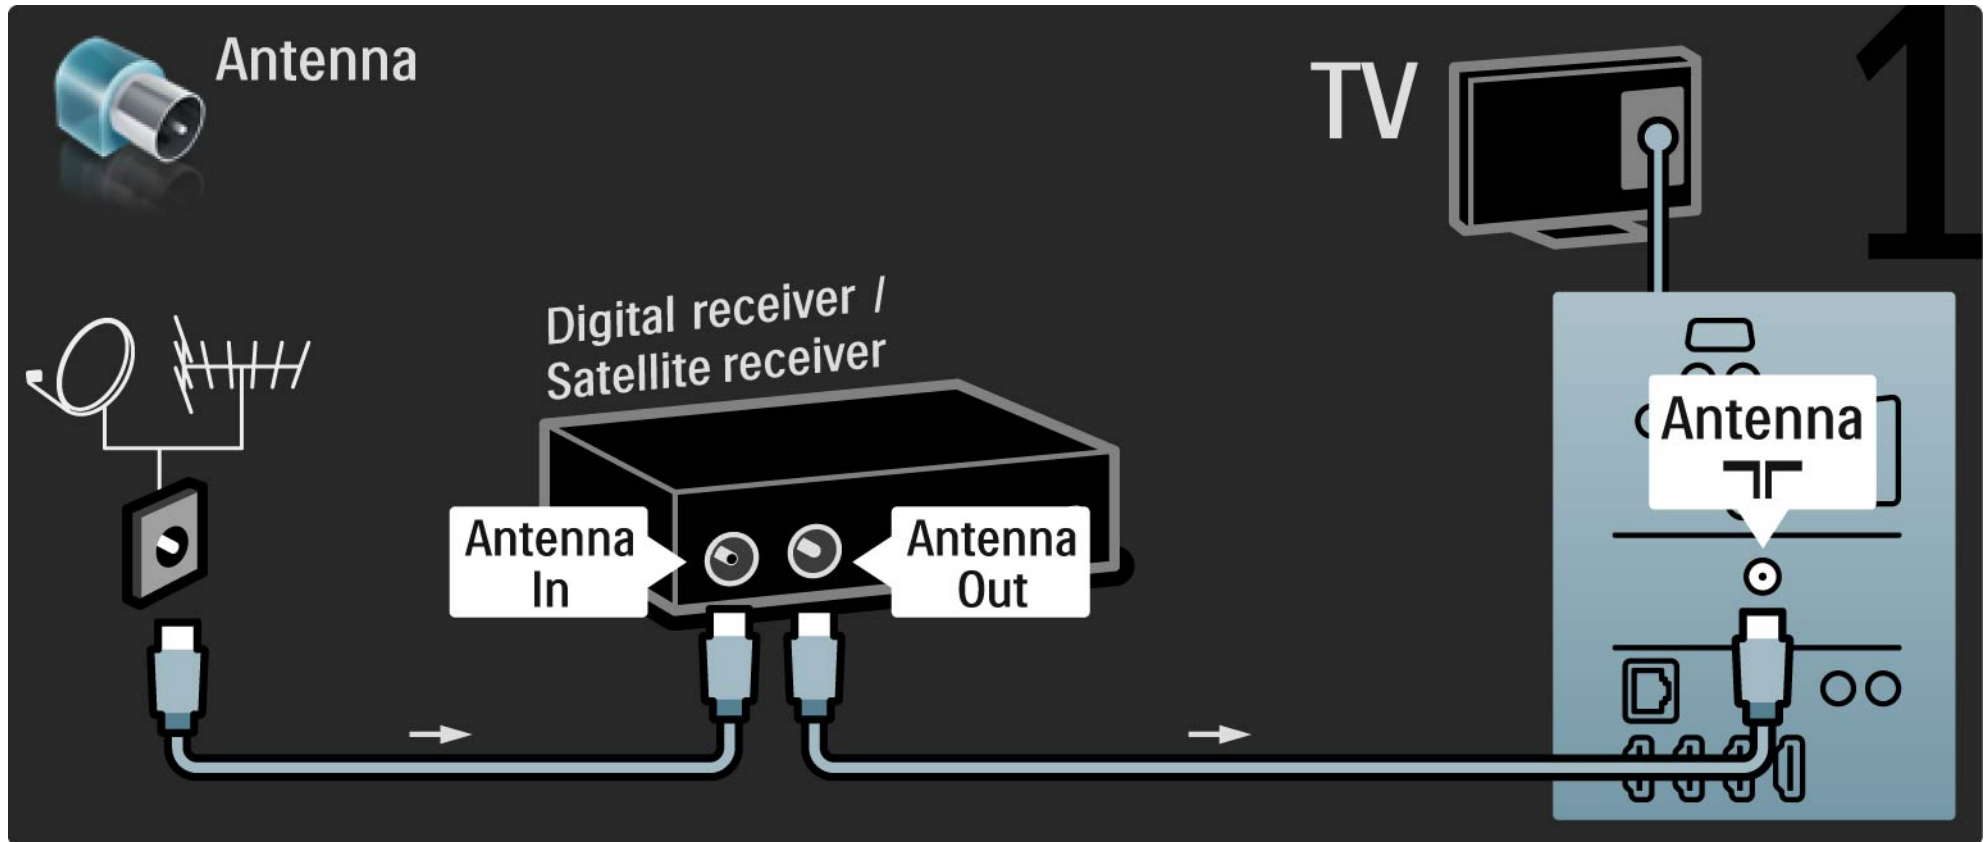 Antenna
TV
1
Digital receiver /
Satellite receiver
Antenna
Antenna
In
Antenna
Out